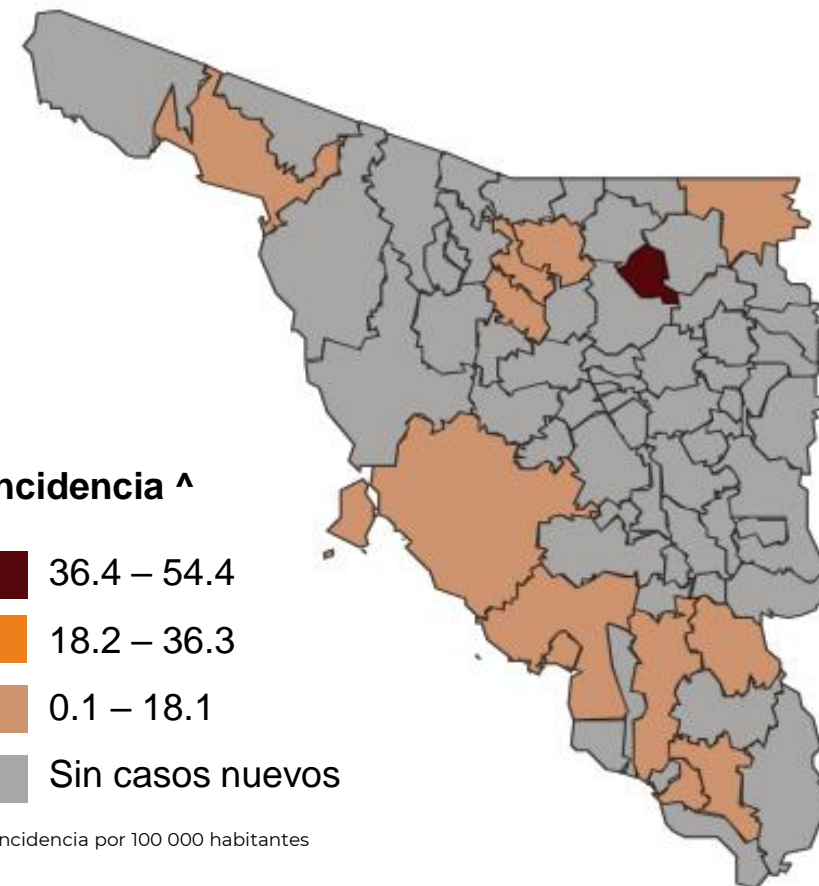 ncidencia ^
36.4 – 54.4
18.2 – 36.3
0.1 – 18.1
Sin casos nuevos
ncidencia por 100 000 habitantes